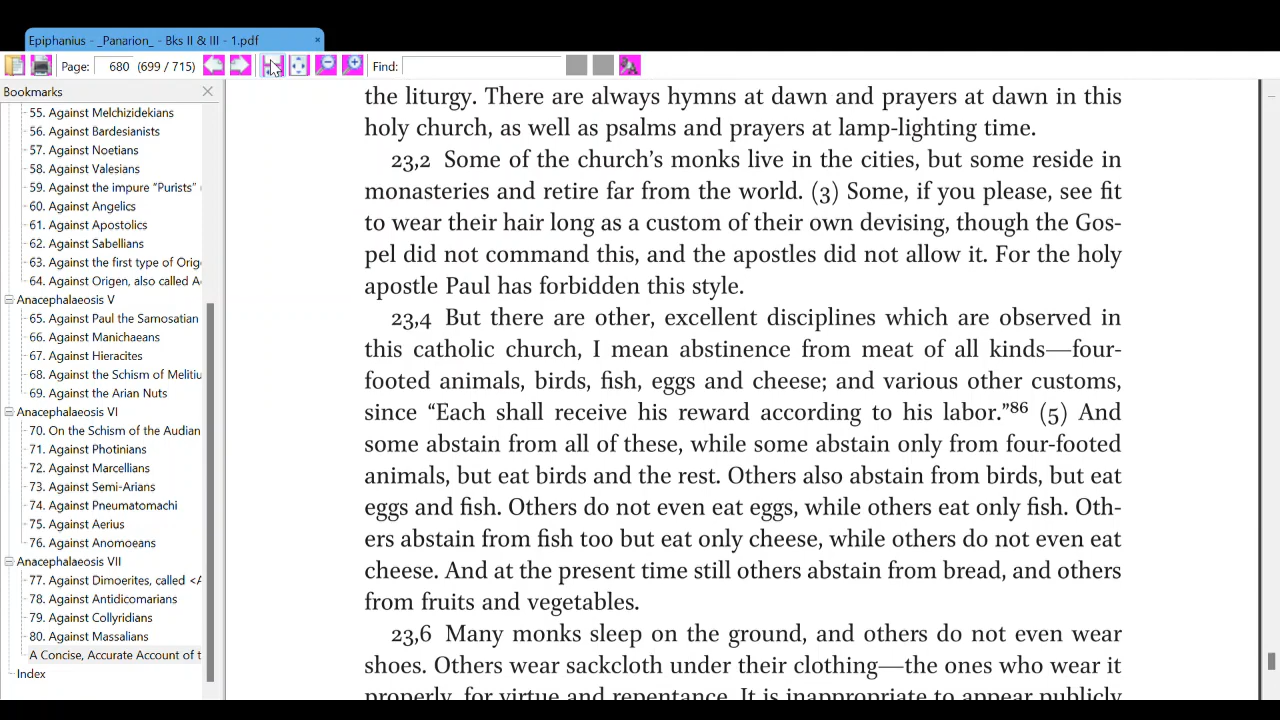 Epiphanius - _Panarion_ - Bks II & III - 1.pdf ×
Page: 680 (699 / 715) Find:
Bookmarks
55. Against Melchizidekians
56. Against Bardesianists
57. Against Noetians
58. Against Valesians
59. Against the impure “Purists” (
60. Against Angelics
61. Against Apostolics
62. Against Sabellians
63. Against the first type of Orig
64. Against Origen, also called A
Anacephalaeosis V
65. Against Paul the Samosatian
66. Against Manichaeans
67. Against Hieracites
68. Against the Schism of Melitiu
69. Against the Arian Nuts
Anacephalaeosis VI
70. On the Schism of the Audian
71. Against Photinians
72. Against Marcellians
73. Against Semi-Arians
74. Against Pneumatomachi
75. Against Aerius
76. Against Anomoeans
Anacephalaeosis VII
77. Against Dimoerites, called <A
78. Against Antidicomarians
79. Against Collyridians
80. Against Massalians
A Concise, Accurate Account of t
Index
the liturgy. There are always hymns at dawn and prayers at dawn in this
holy church, as well as psalms and prayers at lamp-lighting time.
23,2 Some of the church’s monks live in the cities, but some reside in
monasteries and retire far from the world. (3) Some, if you please, see fit
to wear their hair long as a custom of their own devising, though the Gos-
pel did not command this, and the apostles did not allow it. For the holy
apostle Paul has forbidden this style.
23,4 But there are other, excellent disciplines which are observed in
this catholic church, I mean abstinence from meat of all kinds—four-
footed animals, birds, fish, eggs and cheese; and various other customs,
since “Each shall receive his reward according to his labor.”86 (5) And
some abstain from all of these, while some abstain only from four-footed
animals, but eat birds and the rest. Others also abstain from birds, but eat
eggs and fish. Others do not even eat eggs, while others eat only fish. Oth-
ers abstain from fish too but eat only cheese, while others do not even eat
cheese. And at the present time still others abstain from bread, and others
from fruits and vegetables.
23,6 Many monks sleep on the ground, and others do not even wear
shoes. Others wear sackcloth under their clothing—the ones who wear it
properly, for virtue and repentance. It is inappropriate to appear publicly